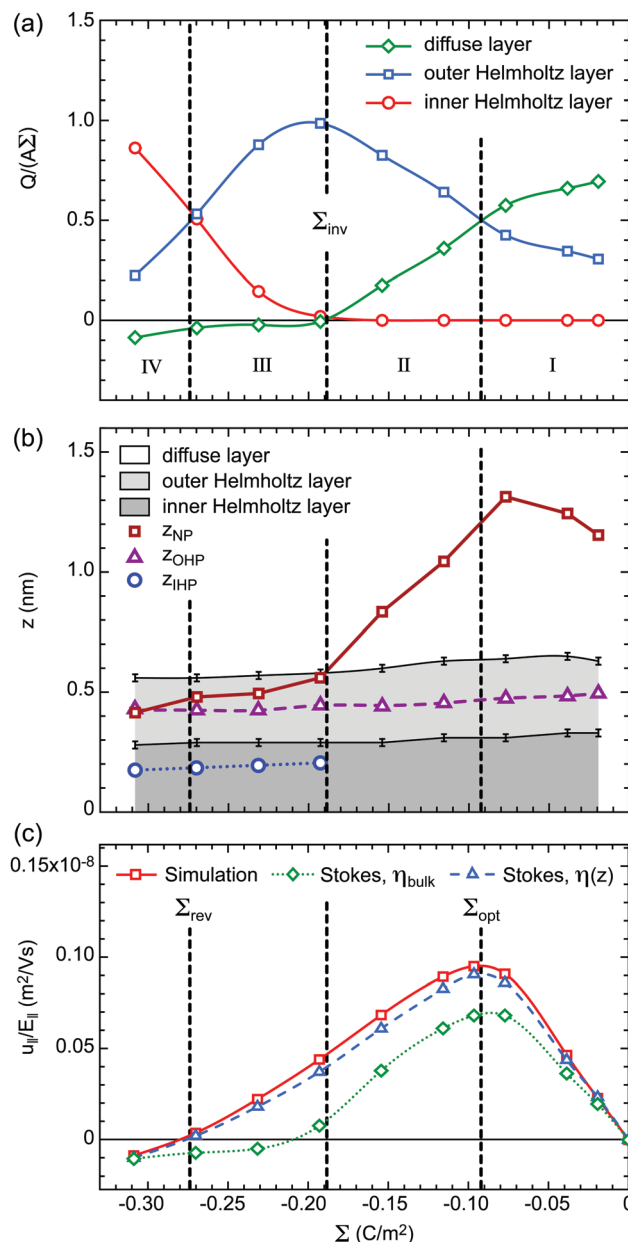 (a)
1.5
diffuse layer
outer Helmholtz layer
inner Helmholtz layer
1.0
Q/(AΣ)
0.5
Σinv
0
IV III II I
(b)
1.5
diffuse layer
outer Helmholtz layer
inner Helmholtz layer
zNP
zOHP
zIHP
1.0
z (nm)
0.5
0
(c)
0.15x10-8
Simulation Stokes, ηbulk Stokes, η(z)
Σrev Σopt
0.10
u||/E|| (m2/Vs)
0.05
0
-0.30 -0.25 -0.20 -0.15 -0.10 -0.05 0
Σ (C/m2)